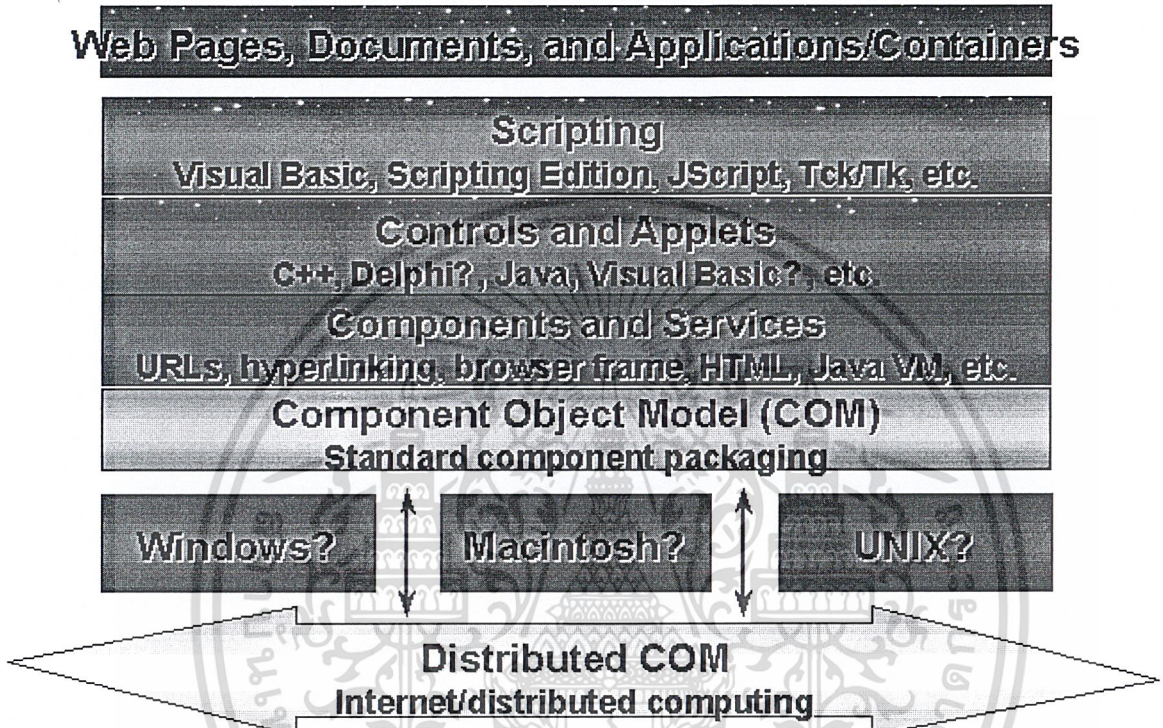 Web Pages, Documents, and Applications/Containers
Scripting
Visual Basic, Scripting Edition, JScript, Tck/Tk, etc.
Controls and Applets
C++, Delphi?, Java, Visual Basic?, etc.
Components and Services
URLs, hyperlinking, browser frame, HTML, Java VM, etc.
Component Object Model (COM)
Standard component packaging
Windows? Macintosh? UNIX?
Distributed COM
Internet/distributed computing